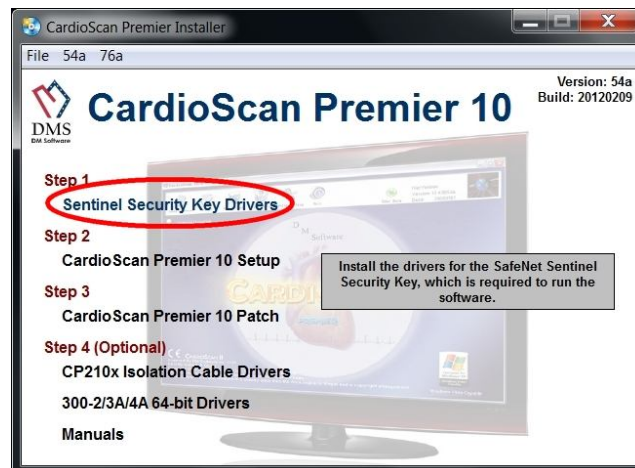 CardioScan Premier Installer
File 54a 76a
Version: 54a
Build: 20120209
DMS
DM Software
CardioScan Premier 10
Step 1
Sentinel Security Key Drivers
Step 2
CardioScan Premier 10 Setup
Install the drivers for the SafeNet Sentinel
Security Key, which is required to run the
software.
Step 3
CardioScan Premier 10 Patch
Step 4 (Optional)
CP210x Isolation Cable Drivers
300-2/3A/4A 64-bit Drivers
Manuals